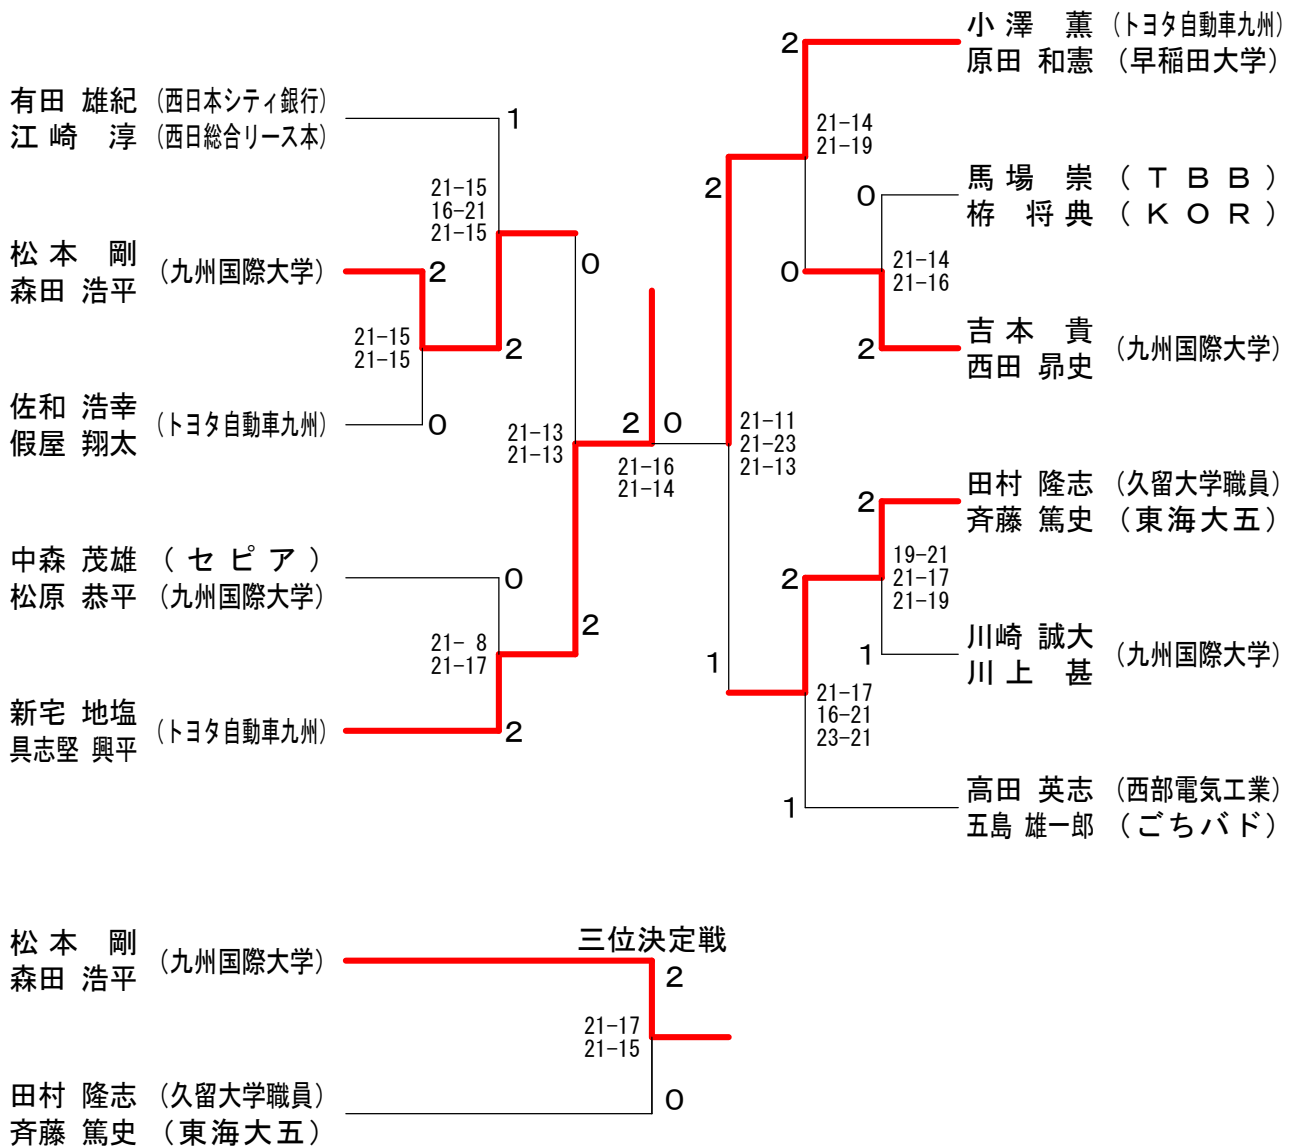 有田 雄紀 (西日本シティ銀行)
江崎 淳 (西日総合リース本)
1
21-15
16-21
21-15
松本 剛
森田 浩平
(九州国際大学)
2
0
21-15
21-15
2
佐和 浩幸
假屋 翔太
(トヨタ自動車九州)
0
21-13
21-13
2
0
21-16
21-14
中森 茂雄 (セピア)
松原 恭平 (九州国際大学)
0
21- 8
21-17
2
新宅 地塩
具志堅 興平
(トヨタ自動車九州)
2
小澤 薫 (トヨタ自動車九州)
原田 和憲 (早稲田大学)
2
21-14
21-19
2
馬場 崇 (TBB)
栫 将典 (KOR)
0
0
21-14
21-16
吉本 貴
西田 昴史
(九州国際大学)
2
21-11
21-23
21-13
田村 隆志 (久留大学職員)
斉藤 篤史 (東海大五)
2
2
19-21
21-17
21-19
川崎 誠大
川上 甚
(九州国際大学)
1
1
21-17
16-21
23-21
高田 英志 (西部電気工業)
五島 雄一郎 (ごちバド)
1
三位決定戦
松本 剛
森田 浩平
(九州国際大学)
2
21-17
21-15
田村 隆志 (久留大学職員)
斉藤 篤史 (東海大五)
0